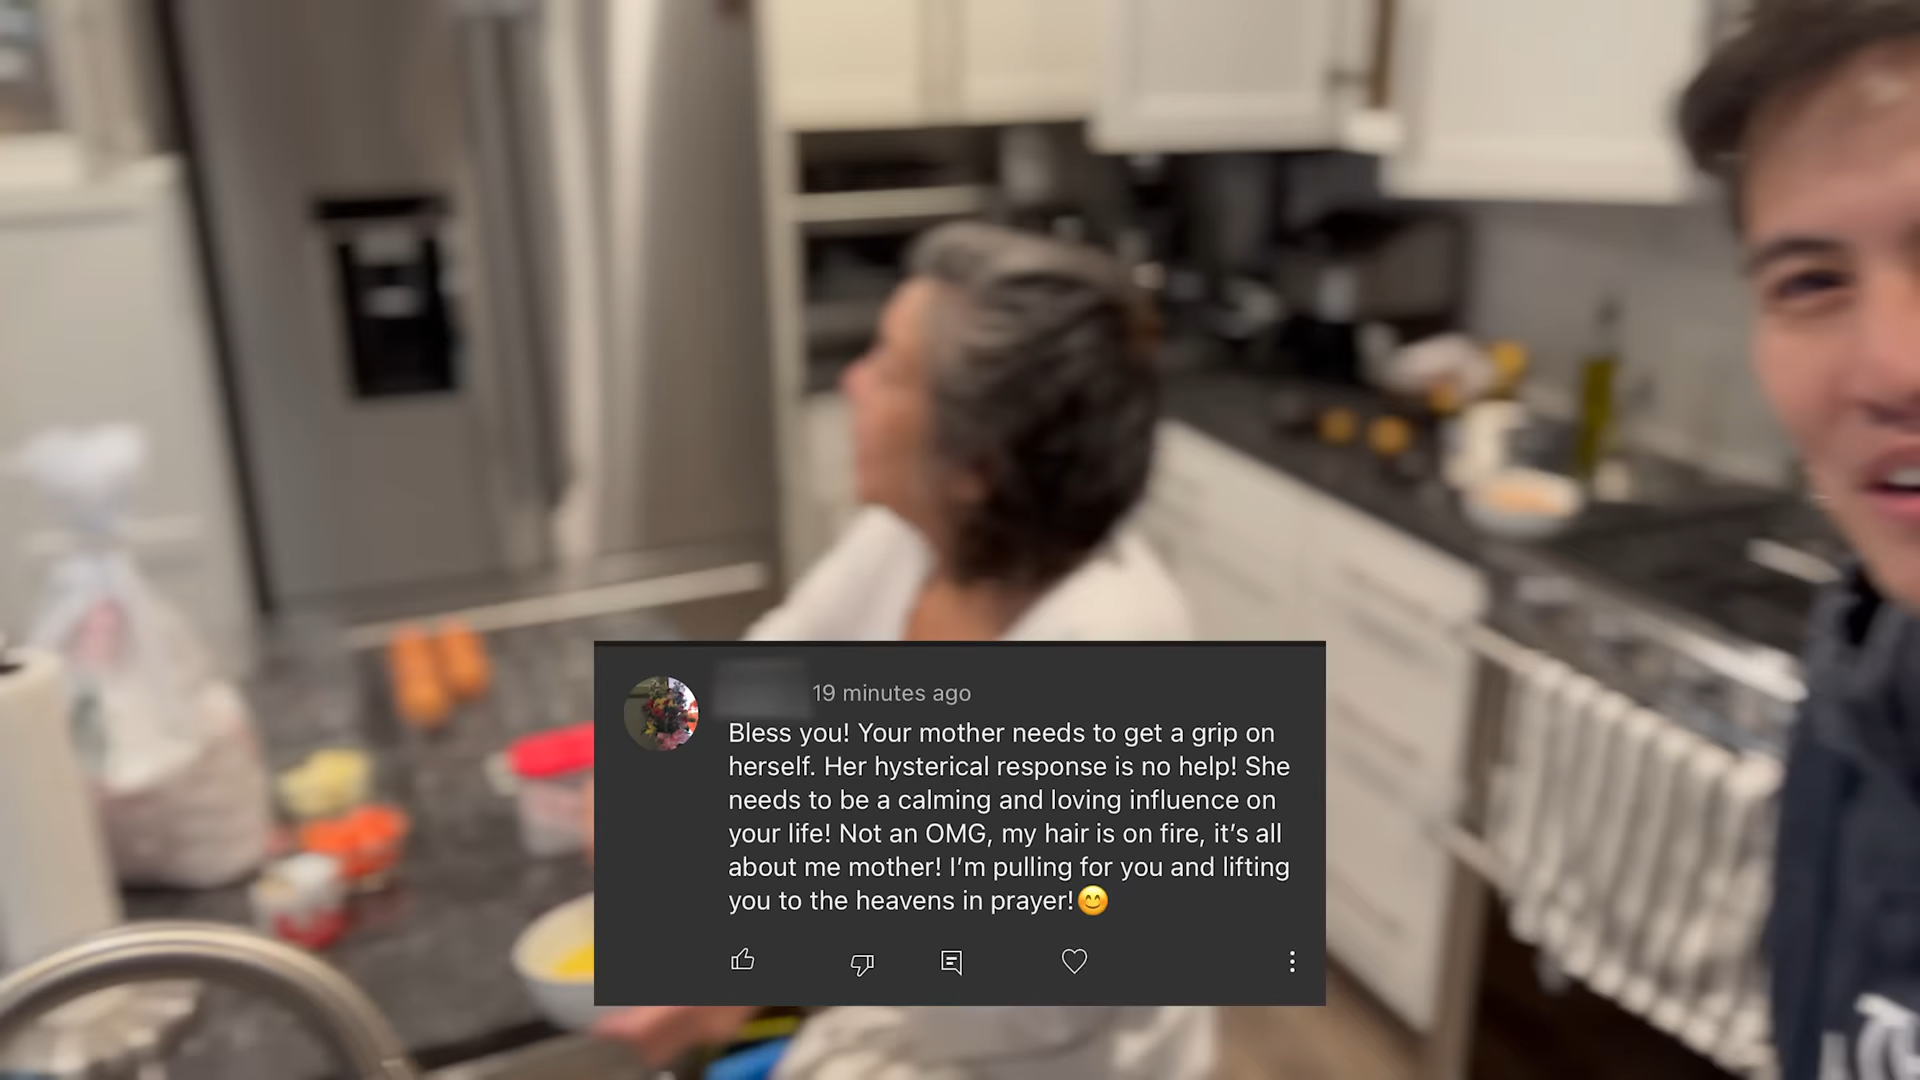 19 minutes ago
Bless you! Your mother needs to get a grip on
herself. Her hysterical response is no help! She
needs to be a calming and loving influence on
your life! Not an OMG, my hair is on fire, it’s all
about me mother! I’m pulling for you and lifting
you to the heavens in prayer!😊